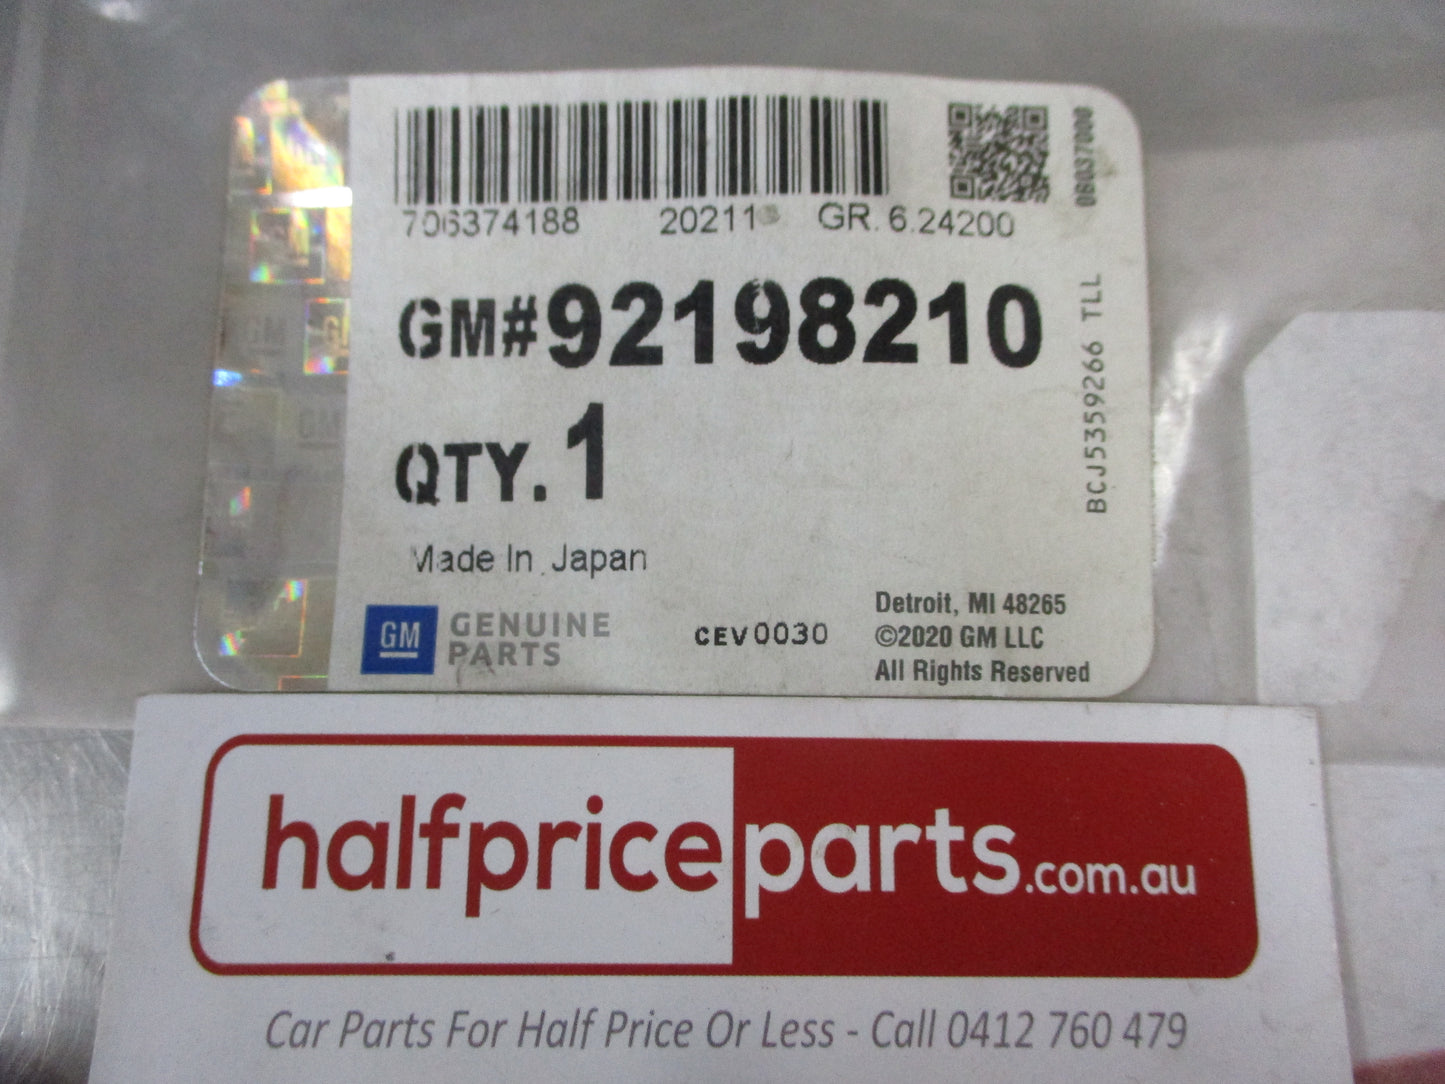 706374188 20211 GR. 6.24200
GM#92198210
QTY. 1
Made In Japan
GM GENUINE PARTS
CEV0030
Detroit, MI 48265
©2020 GM LLC
All Rights Reserved
06037000
BCJ5359266 TLL
halfpriceparts.com.au
Car Parts For Half Price Or Less - Call 0412 760 479